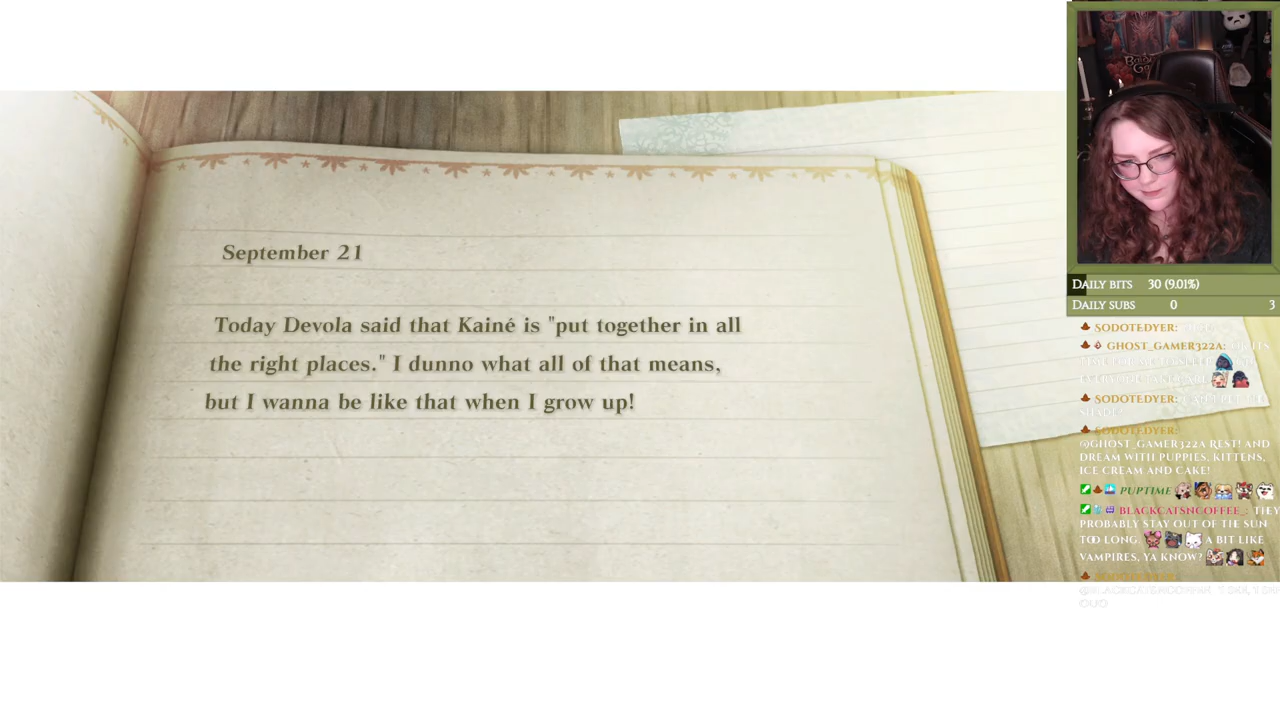 September 21
Today Devola said that Kainé is "put together in all
the right places." I dunno what all of that means,
but I wanna be like that when I grow up!
DAILY BITS 30 (9.01%)
DAILY SUBS 0 3
SODOTEDYER:
GHOST_GAMER322A:
SODOTEDYER:
SODOTEDYER:
@GHOST_GAMER322A REST! AND
DREAM WITH PUPPIES, KITTENS,
ICE CREAM AND CAKE!
PUPTIME
BLACKCATSNCOFFEE_: THEY
PROBABLY STAY OUT OF THE SUN
TOO LONG. A BIT LIKE
VAMPIRES, YA KNOW?